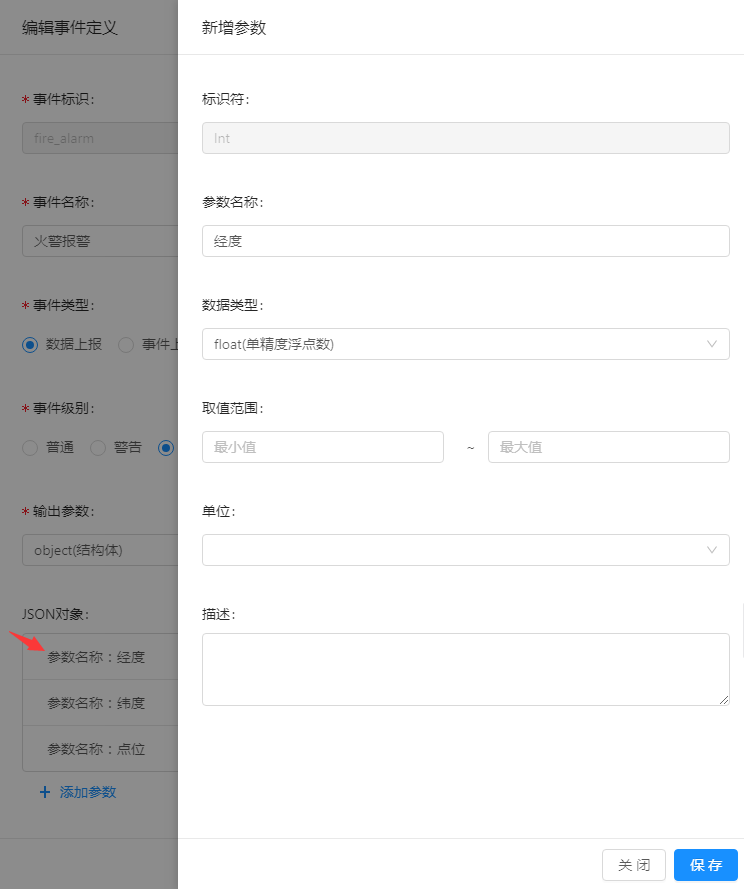 编辑事件定义
* 事件标识:
fire_alarm
* 事件名称:
火警报警
* 事件类型:
数据上报 事件上
* 事件级别:
普通 警告
* 输出参数:
object(结构体)
JSON对象:
参数名称：经度
参数名称：纬度
参数名称：点位
+ 添加参数
新增参数
标识符:
lnt
参数名称:
经度
数据类型:
float(单精度浮点数)
取值范围:
最小值 ~ 最大值
单位:
描述:
关 闭 保 存